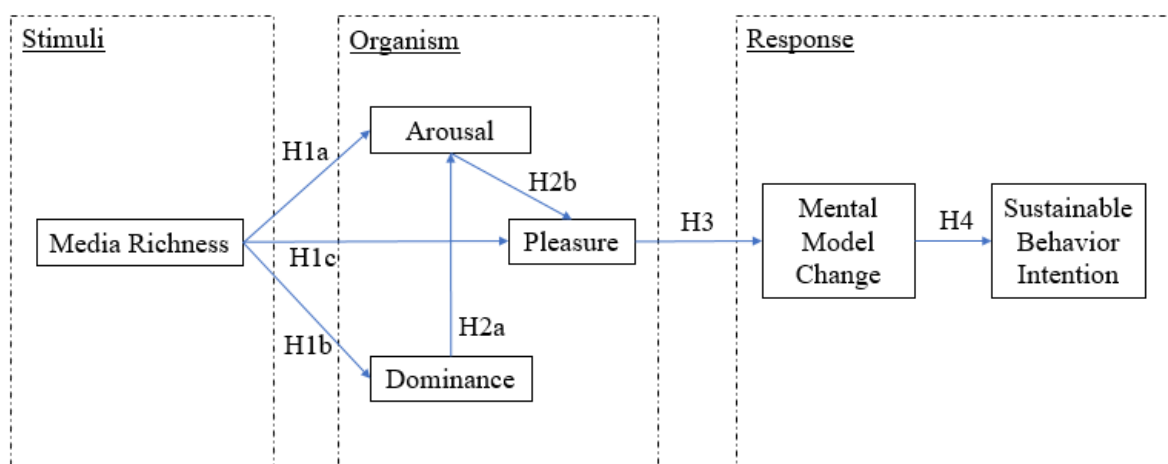 Stimuli
Organism
Response
Arousal
H1a
H2b
Media Richness
H1c
Pleasure
H3
Mental
Model
Change
H4
Sustainable
Behavior
Intention
H2a
H1b
Dominance